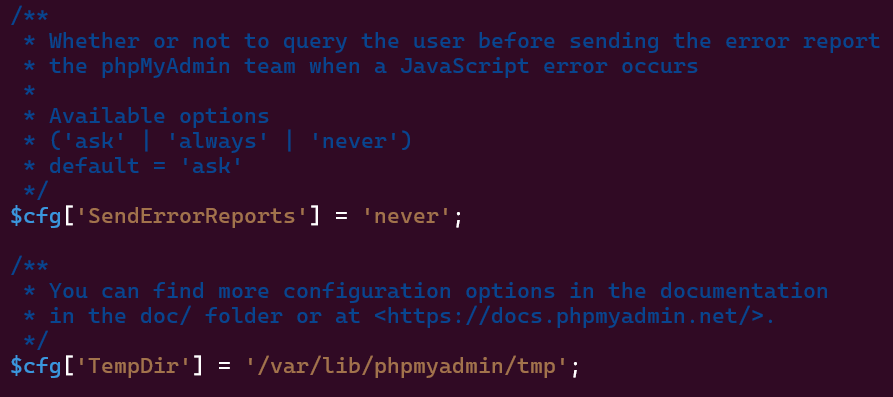 /**
 * Whether or not to query the user before sending the error report
 * the phpMyAdmin team when a JavaScript error occurs
 *
 * Available options
 * ('ask' | 'always' | 'never')
 * default = 'ask'
 */
$cfg['SendErrorReports'] = 'never';

/**
 * You can find more configuration options in the documentation
 * in the doc/ folder or at <https://docs.phpmyadmin.net/>.
 */
$cfg['TempDir'] = '/var/lib/phpmyadmin/tmp';